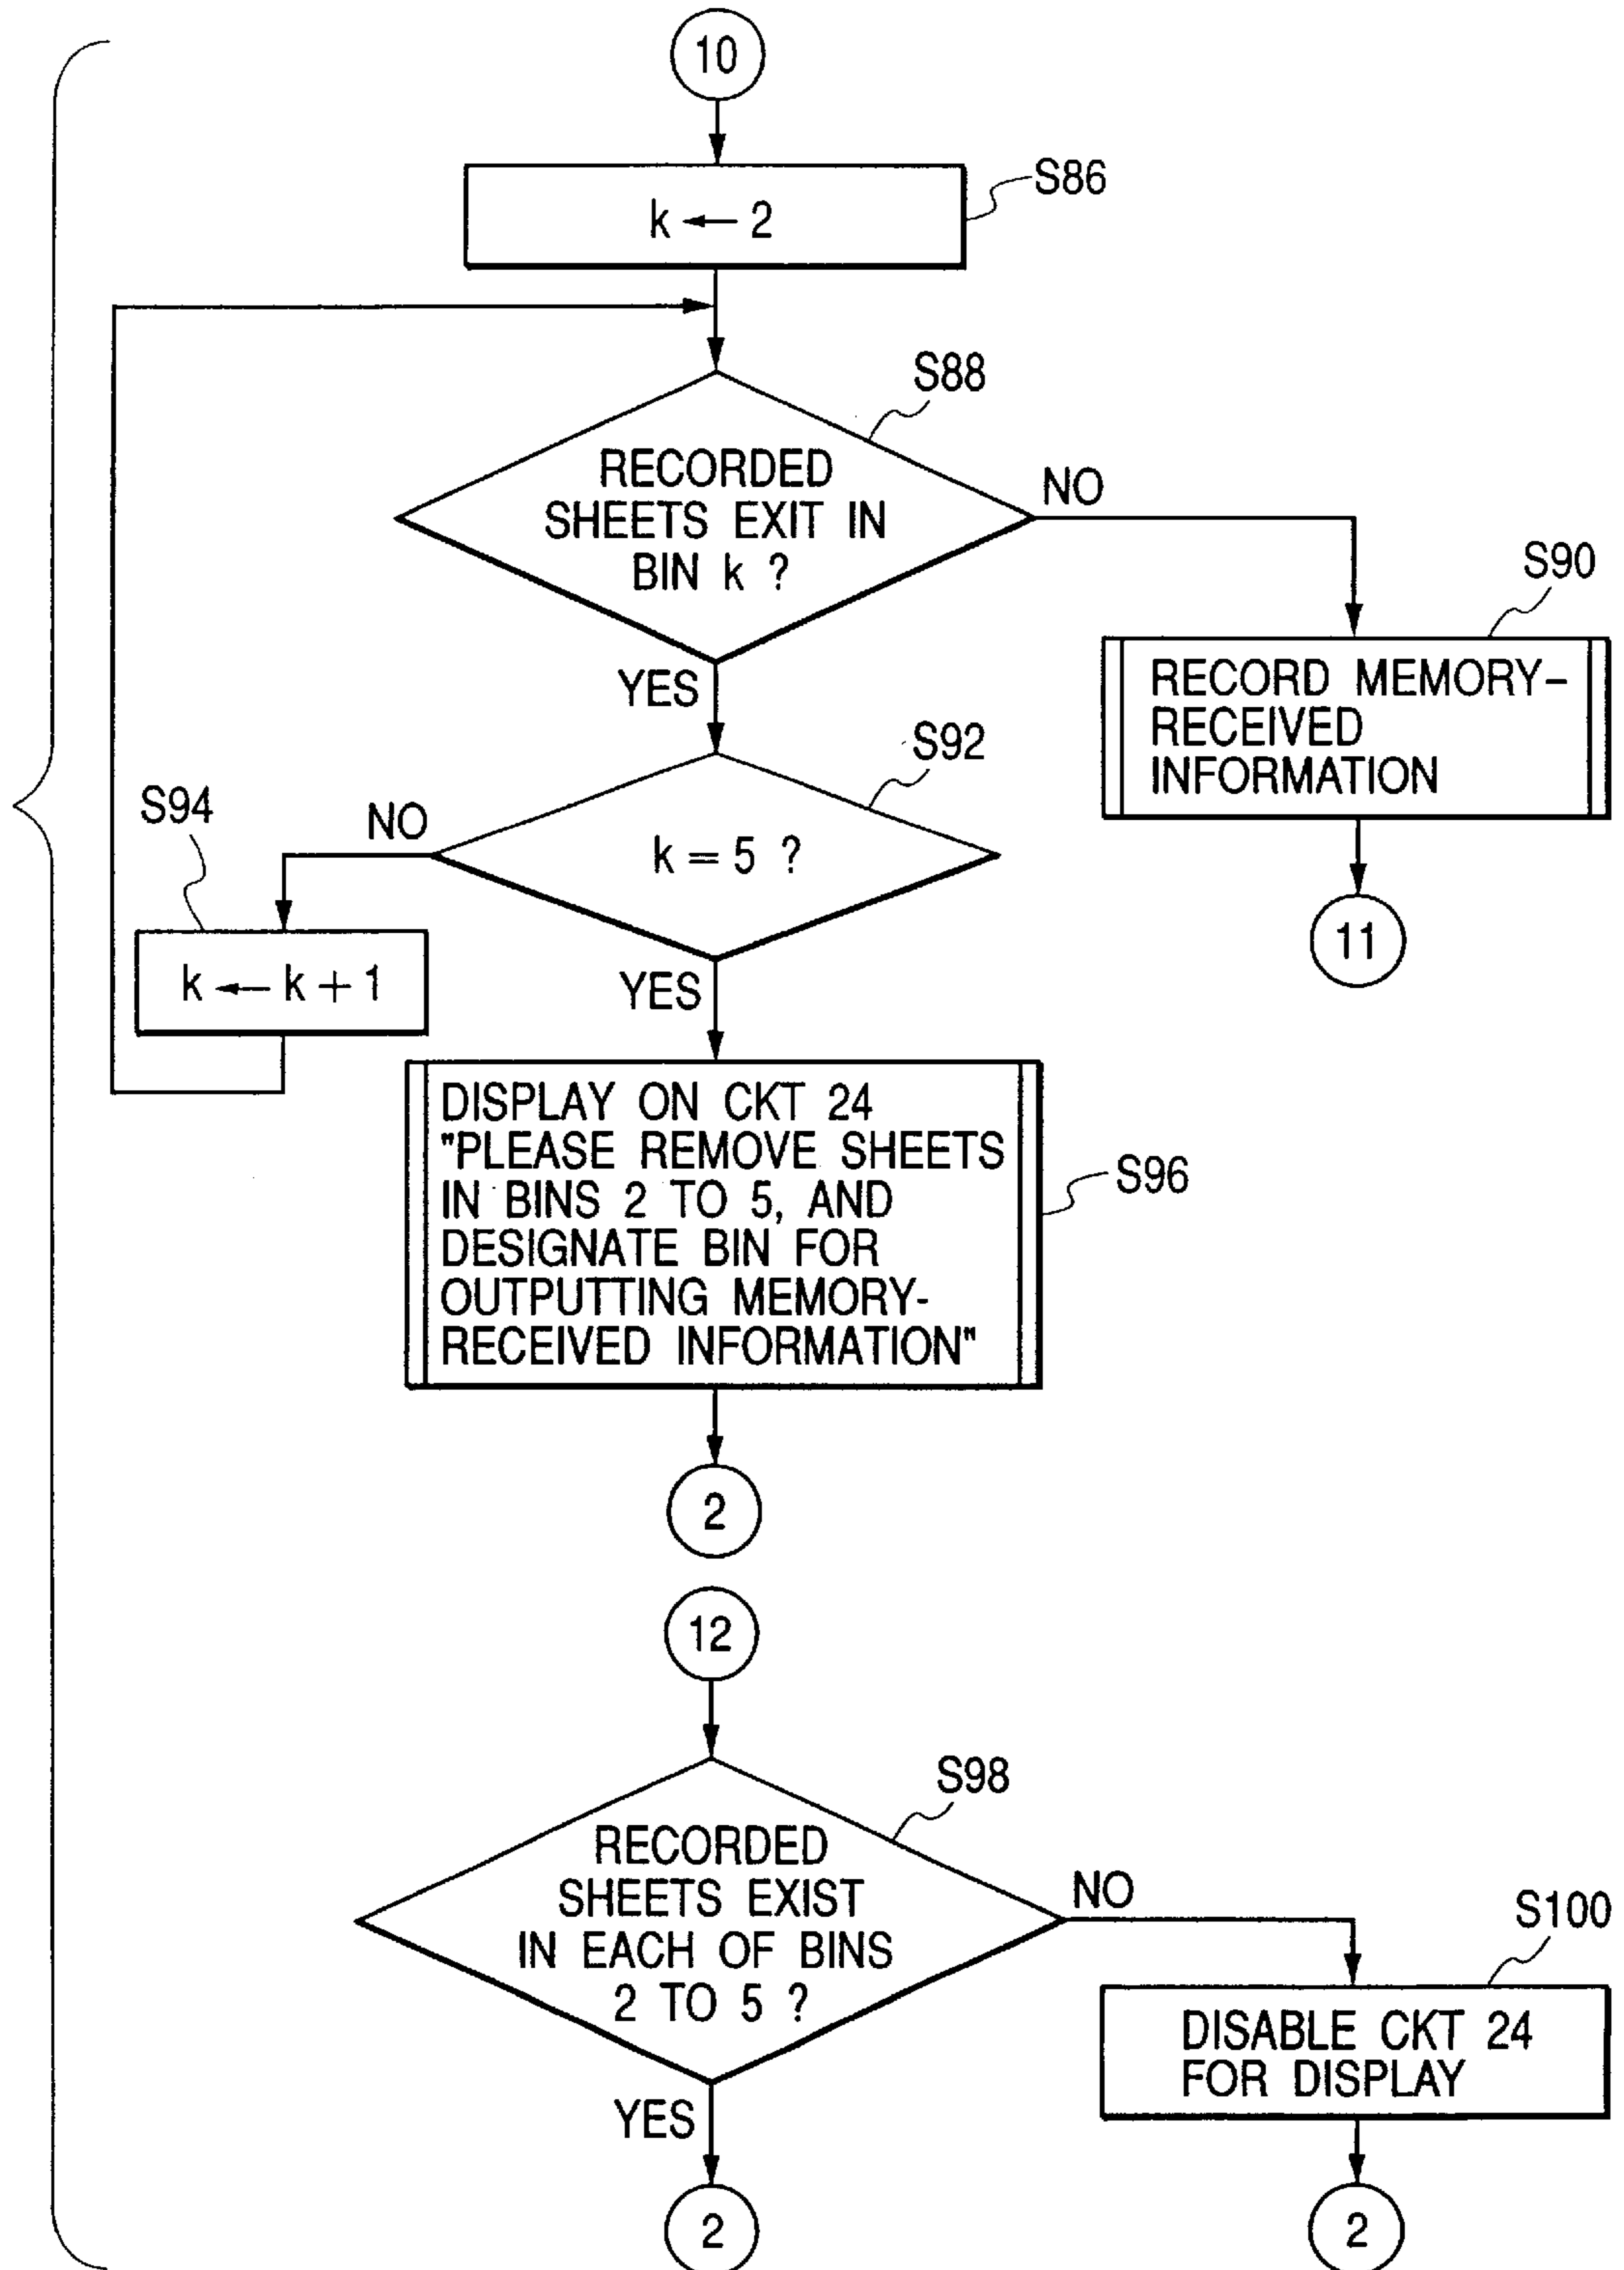 10
k ← 2
S86
S88
RECORDED
SHEETS EXIT IN
BIN k ?
NO
S90
RECORD MEMORY-
RECEIVED
INFORMATION
11
YES
S92
k = 5 ?
NO
S94
k ← k + 1
YES
DISPLAY ON CKT 24
"PLEASE REMOVE SHEETS
IN BINS 2 TO 5, AND
DESIGNATE BIN FOR
OUTPUTTING MEMORY-
RECEIVED INFORMATION"
S96
2
12
S98
RECORDED
SHEETS EXIST
IN EACH OF BINS
2 TO 5 ?
NO
S100
DISABLE CKT 24
FOR DISPLAY
YES
2
2